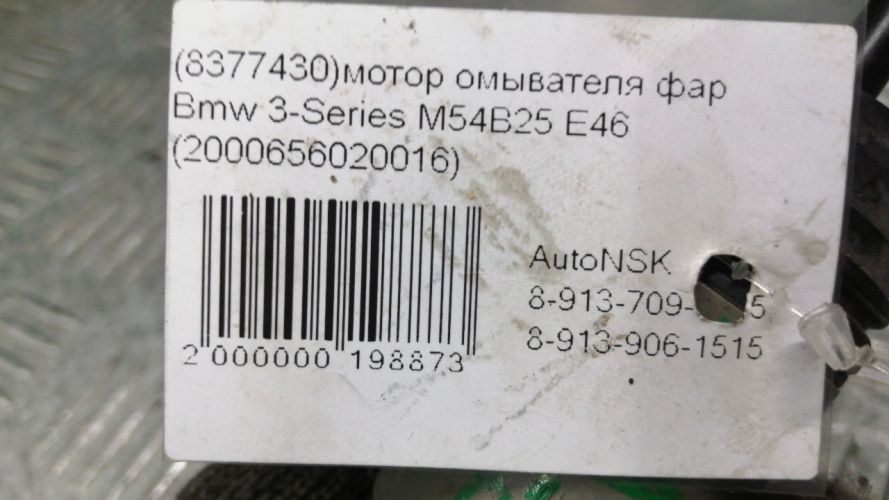 (8377430)мотор омывателя фар
Bmw 3-Series M54B25 E46
(2000656020016)
2 000000 198873
AutoNSK
8-913-906-1515